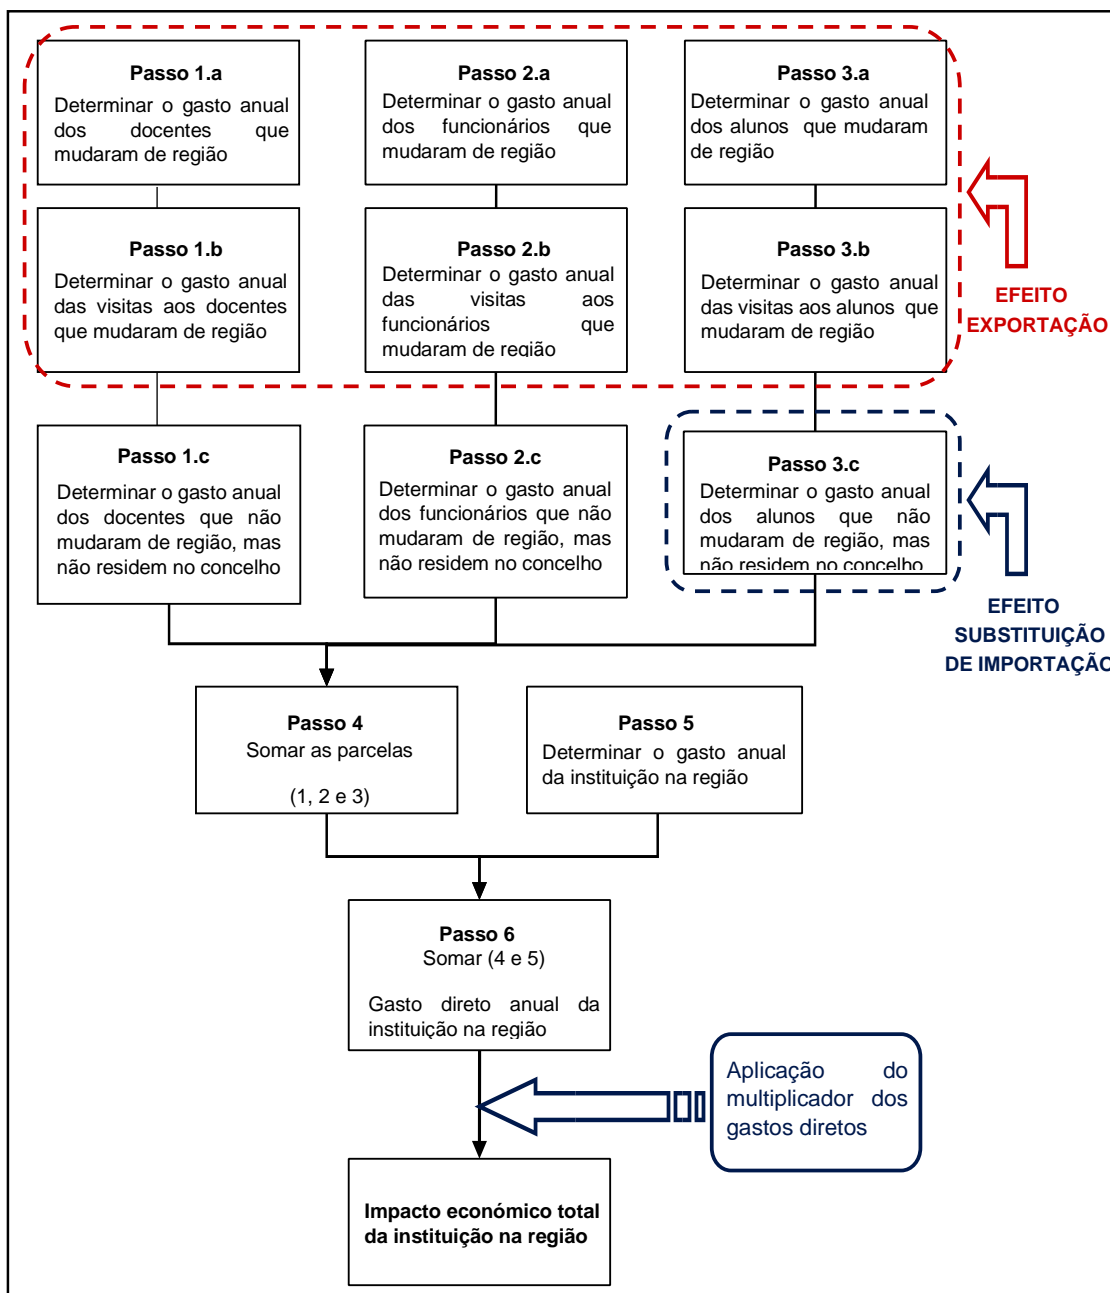 Passo 1.a
Determinar o gasto anual
dos docentes que
mudaram de região
Passo 2.a
Determinar o gasto anual
dos funcionários que
mudaram de região
Passo 3.a
Determinar o gasto anual
dos alunos que mudaram
de região
Passo 1.b
Determinar o gasto anual
das visitas aos docentes
que mudaram de região
Passo 2.b
Determinar o gasto anual
das visitas aos
funcionários que
mudaram de região
Passo 3.b
Determinar o gasto anual
das visitas aos alunos que
mudaram de região
EFEITO
EXPORTAÇÃO
Passo 1.c
Determinar o gasto anual
dos docentes que não
mudaram de região, mas
não residem no concelho
Passo 2.c
Determinar o gasto anual
dos funcionários que não
mudaram de região, mas
não residem no concelho
Passo 3.c
Determinar o gasto anual
dos alunos que não
mudaram de região, mas
não residem no concelho
EFEITO
SUBSTITUIÇÃO
DE IMPORTAÇÃO
Passo 4
Somar as parcelas
(1, 2 e 3)
Passo 5
Determinar o gasto anual
da instituição na região
Passo 6
Somar (4 e 5)
Gasto direto anual da
instituição na região
Aplicação do
multiplicador dos
gastos diretos
Impacto económico total
da instituição na região